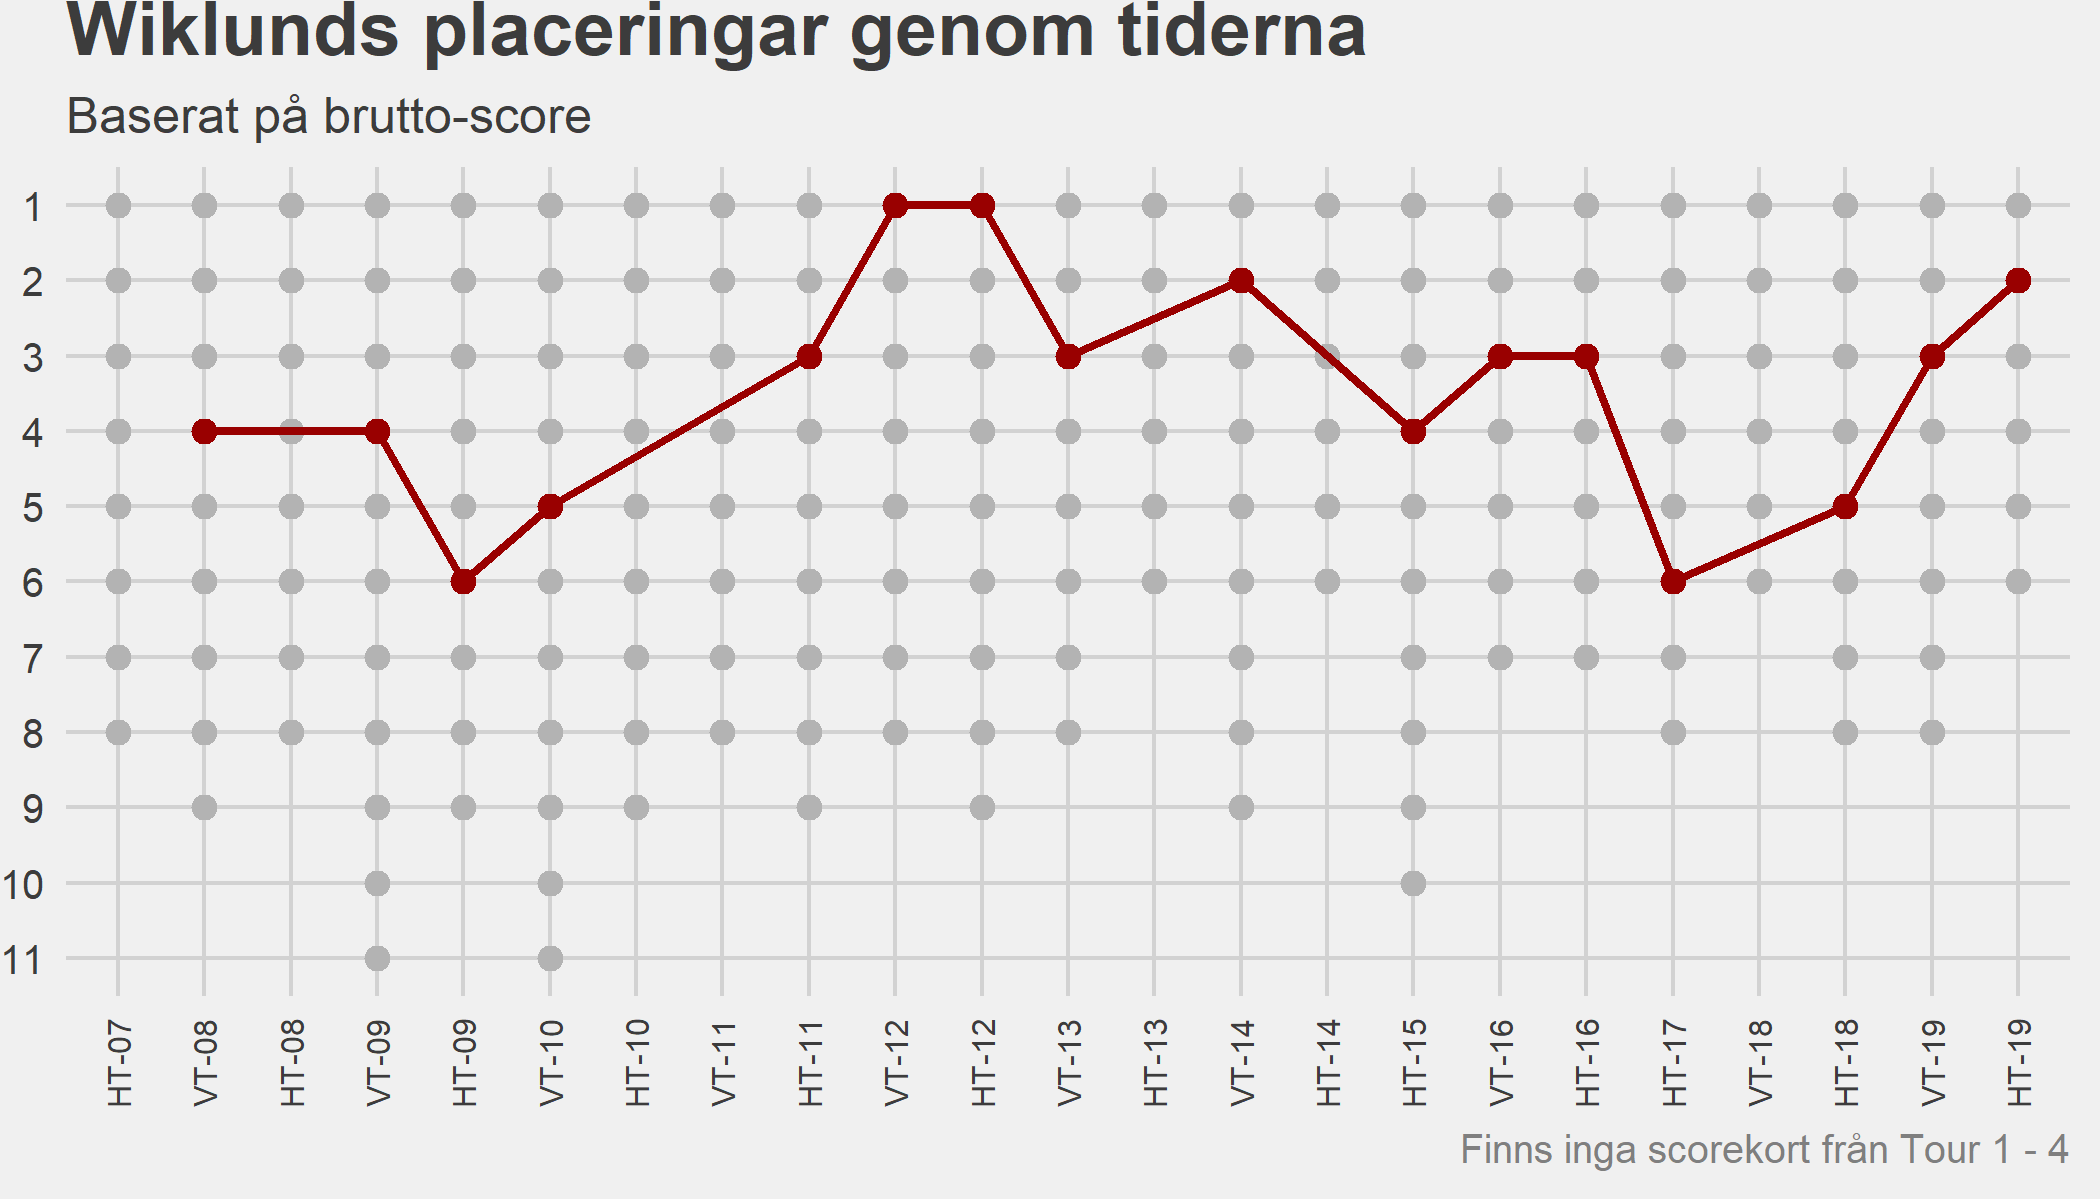 Wiklunds placeringar genom tiderna
Baserat på brutto-score
1
2
3
4
5
6
7
8
9
10
11
HT-07
VT-08
HT-08
VT-09
HT-09
VT-10
HT-10
VT-11
HT-11
VT-12
HT-12
VT-13
HT-13
VT-14
HT-14
HT-15
VT-16
HT-16
HT-17
VT-18
HT-18
VT-19
HT-19
Finns inga scorekort från Tour 1 - 4